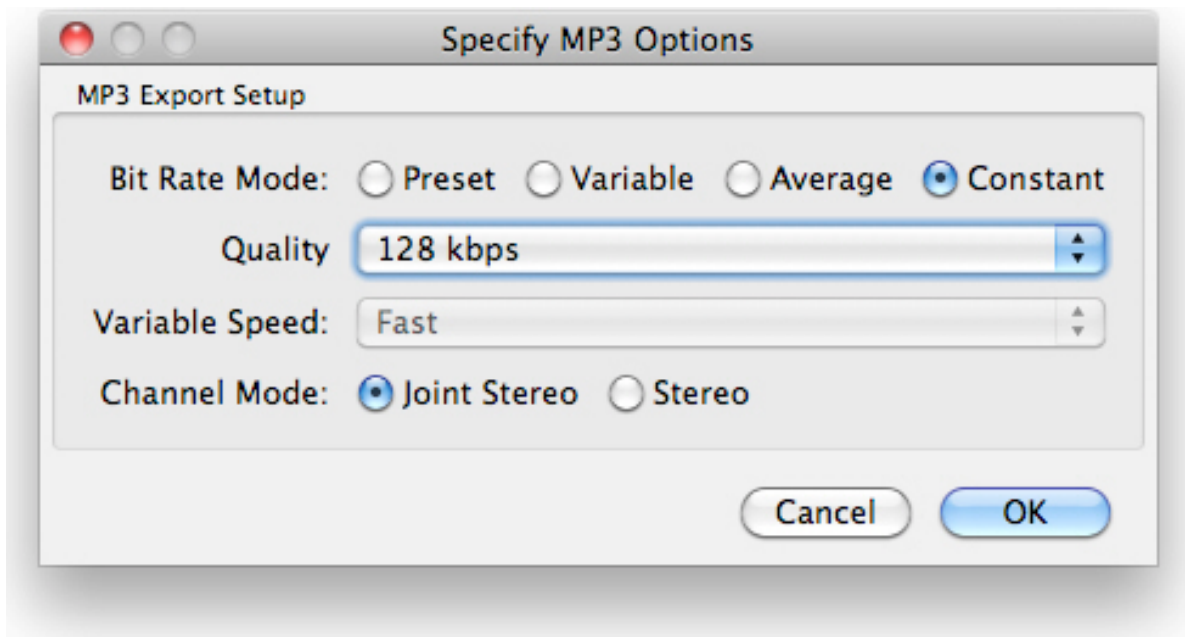 Specify MP3 Options
MP3 Export Setup
Bit Rate Mode: Preset Variable Average Constant
Quality 128 kbps
Variable Speed: Fast
Channel Mode: Joint Stereo Stereo
Cancel OK